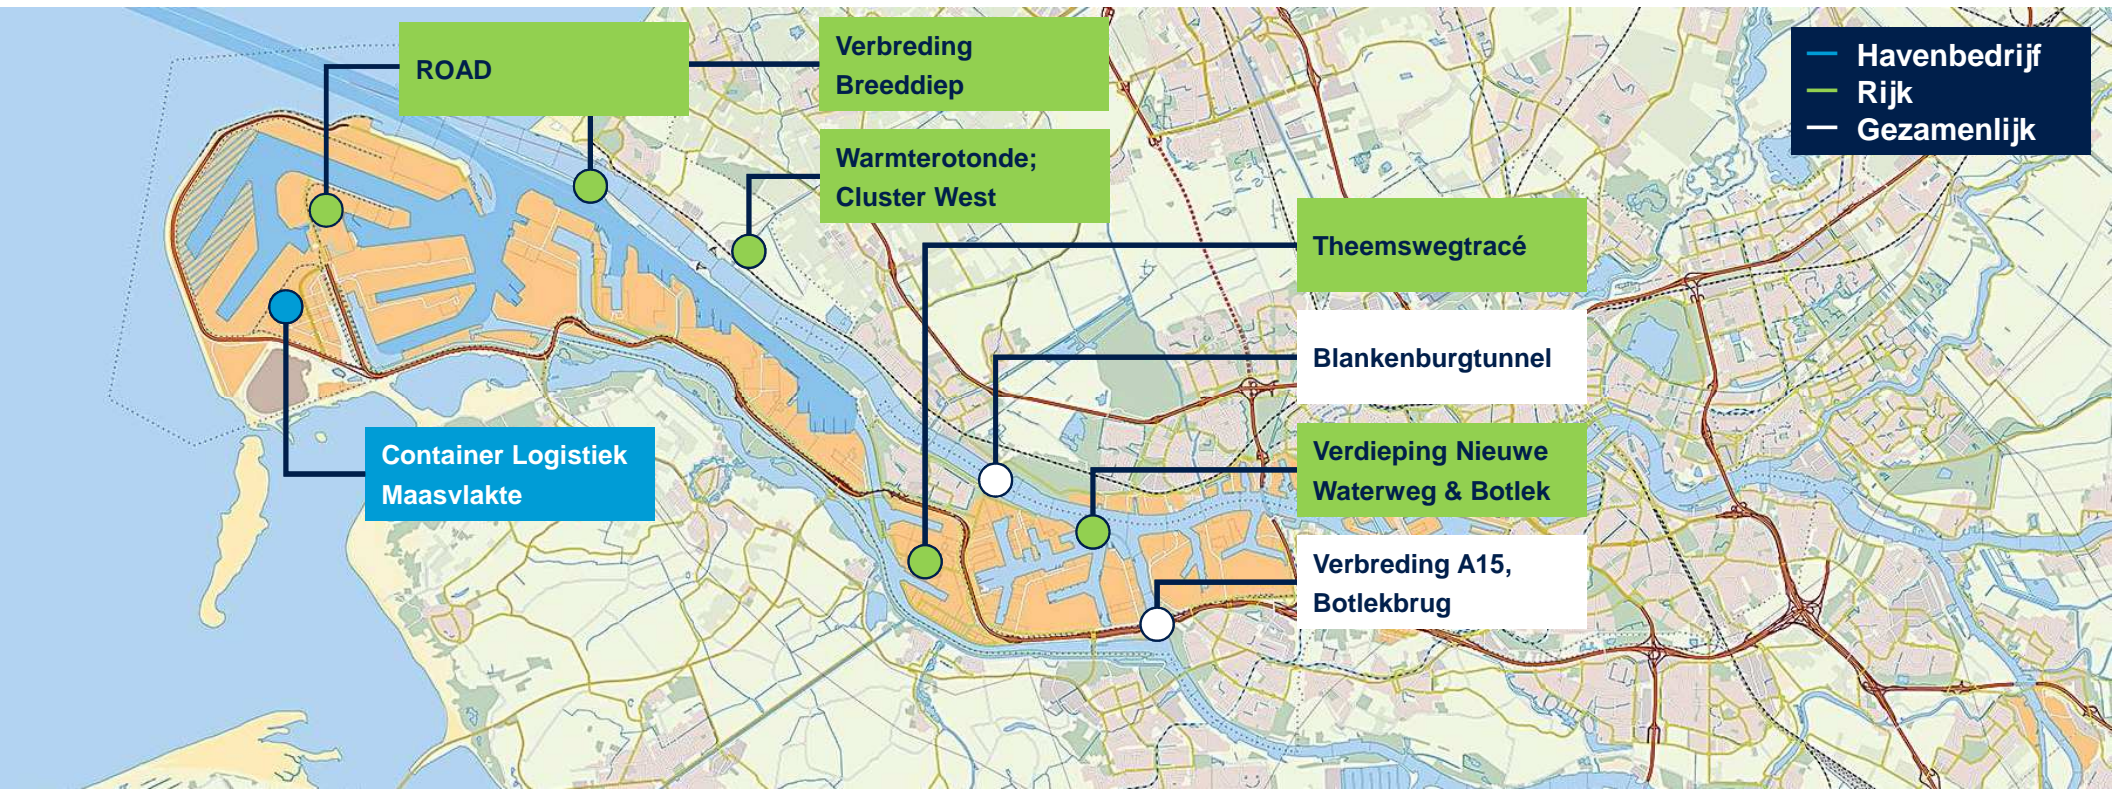 ROAD
Verbreding
Breeddiep
Warmterotonde;
Cluster West
Havenbedrijf
Rijk
Gezamenlijk
Theemswegtracé
Blankenburgtunnel
Container Logistiek
Maasvlakte
Verdieping Nieuwe
Waterweg & Botlek
Verbreding A15,
Botlekbrug